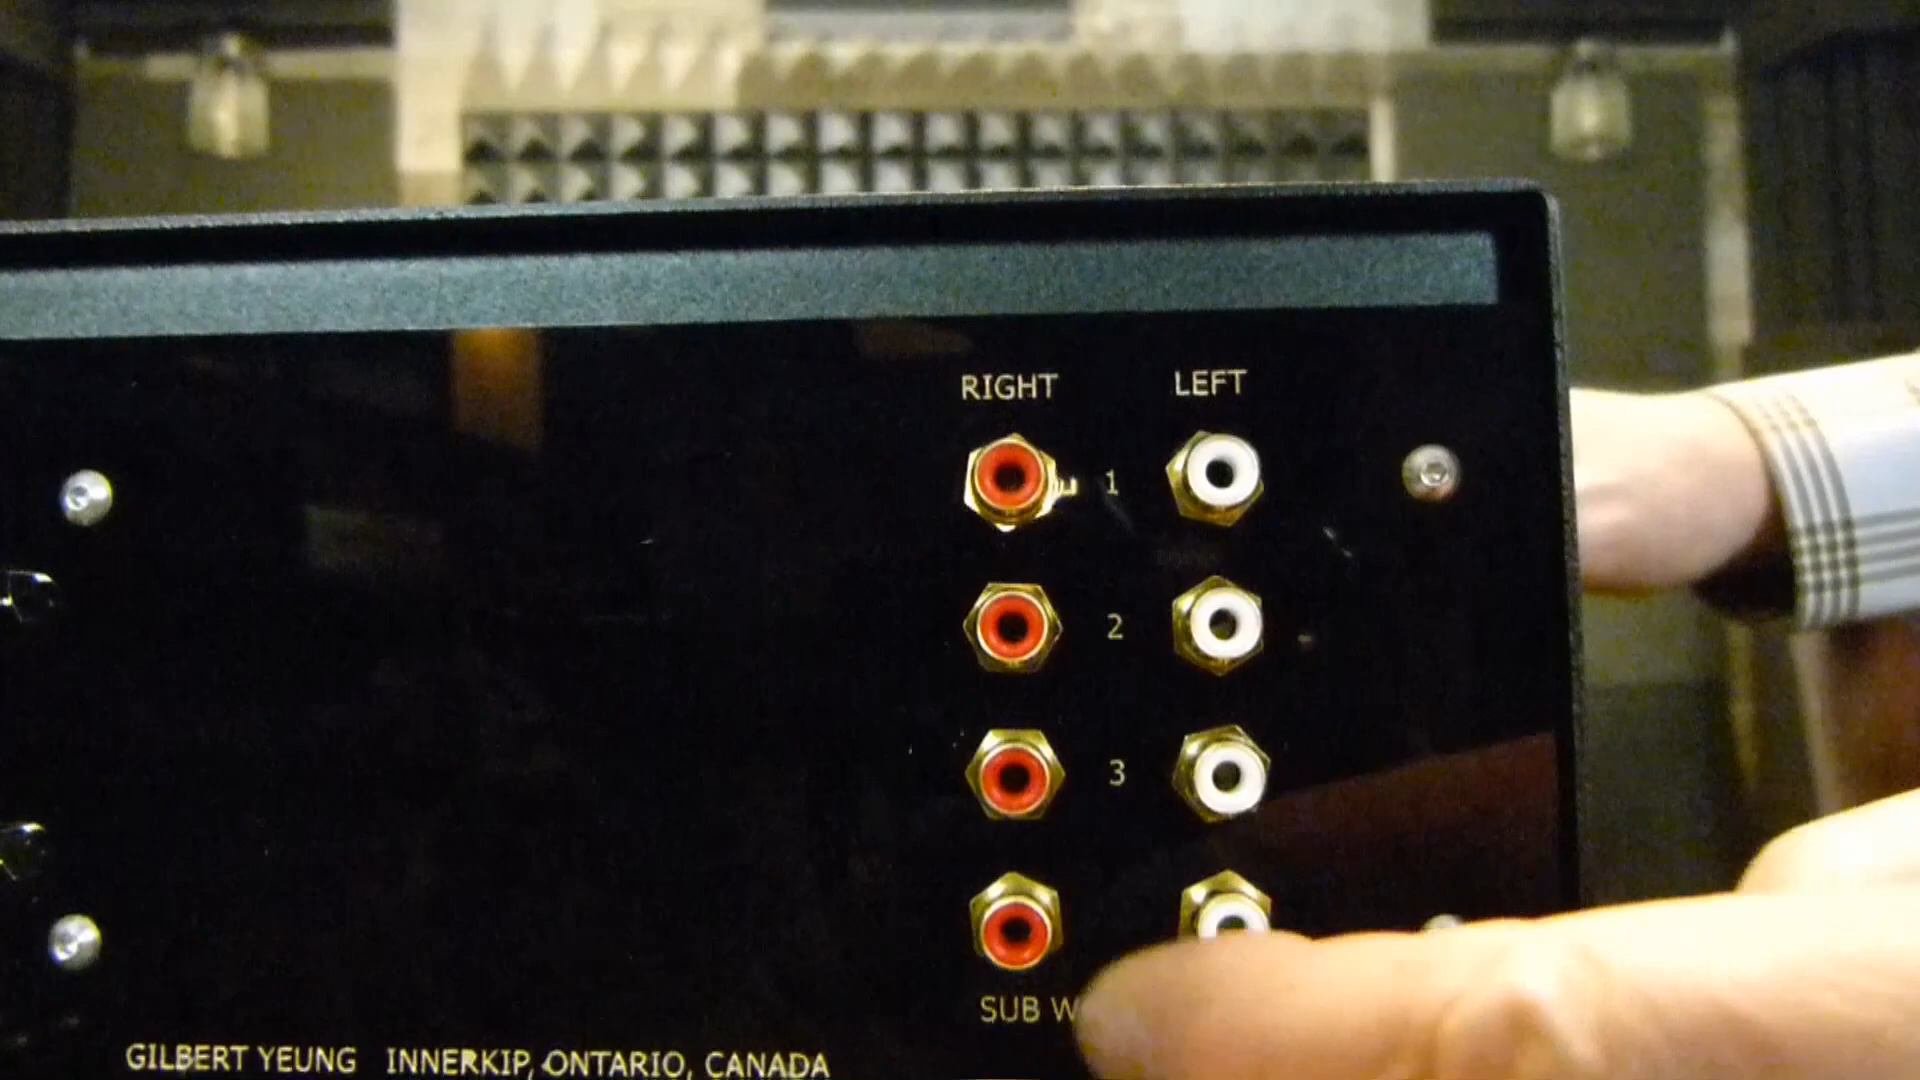 RIGHT LEFT
1
2
3
SUB W
GILBERT YEUNG INNERKIP, ONTARIO, CANADA